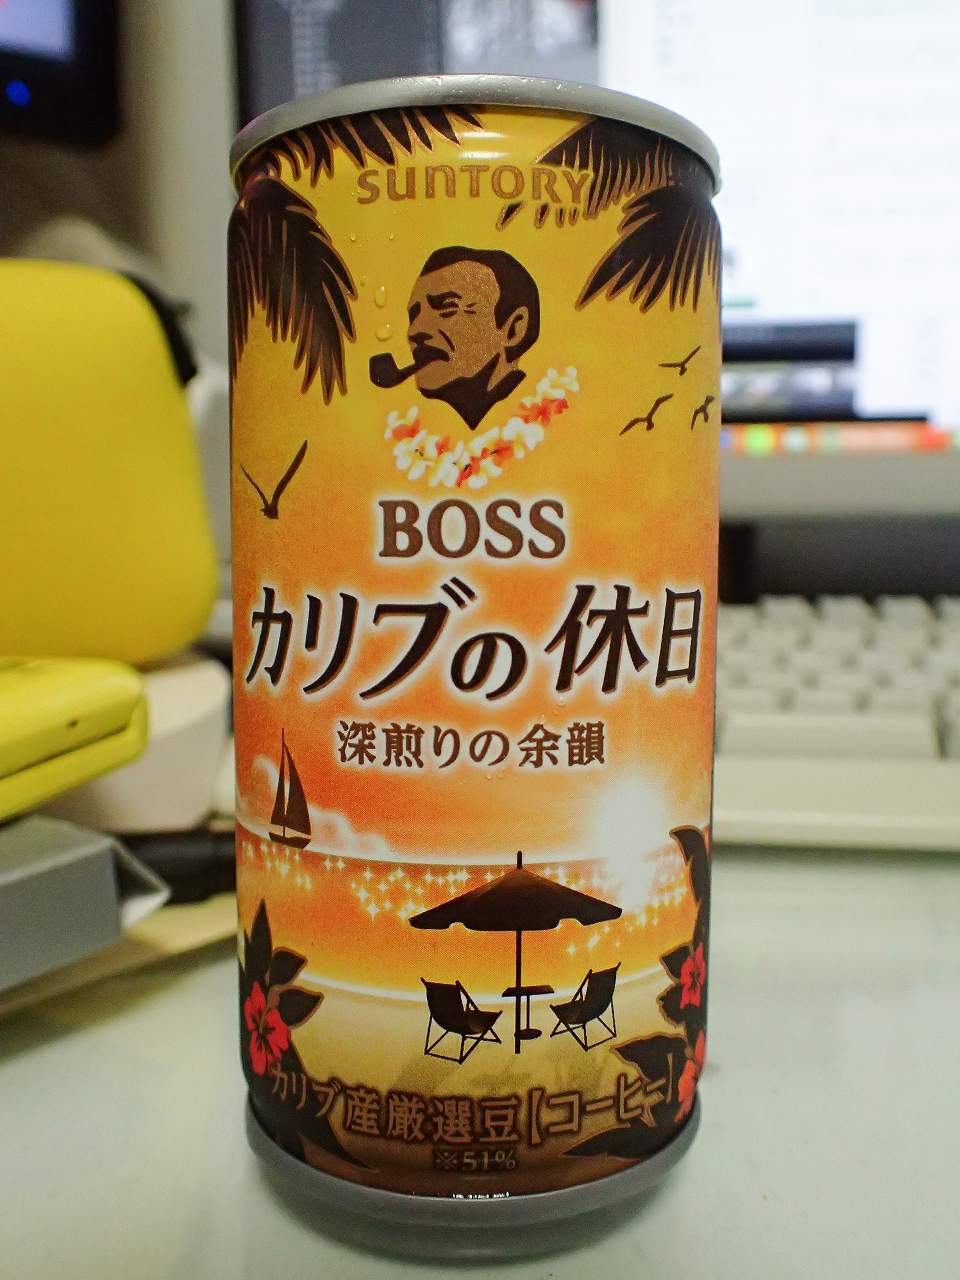 SUNTORY
BOSS
カリブの休日
深煎りの余韻
カリブ産厳選豆【コーヒー】
※51%